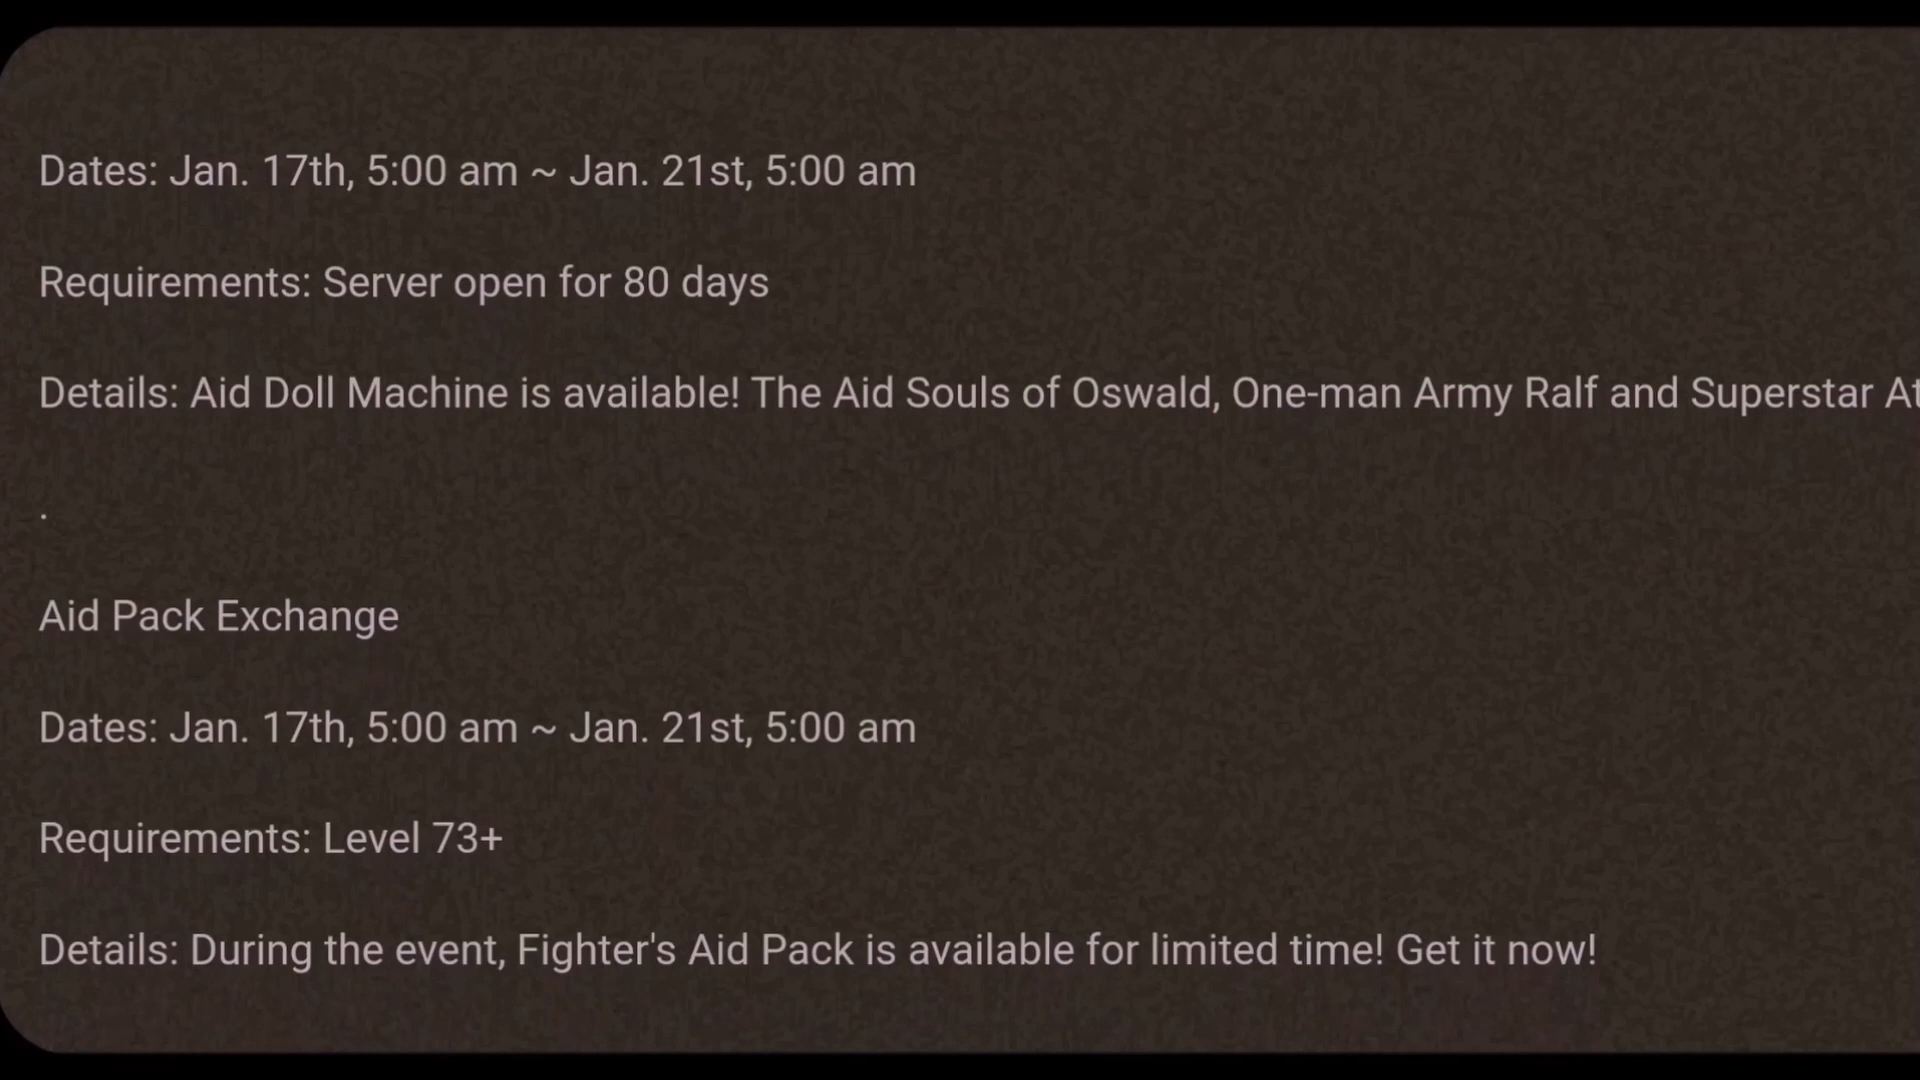 Dates: Jan. 17th, 5:00 am ~ Jan. 21st, 5:00 am
Requirements: Server open for 80 days
Details: Aid Doll Machine is available! The Aid Souls of Oswald, One-man Army Ralf and Superstar
.
Aid Pack Exchange
Dates: Jan. 17th, 5:00 am ~ Jan. 21st, 5:00 am
Requirements: Level 73+
Details: During the event, Fighter's Aid Pack is available for limited time! Get it now!